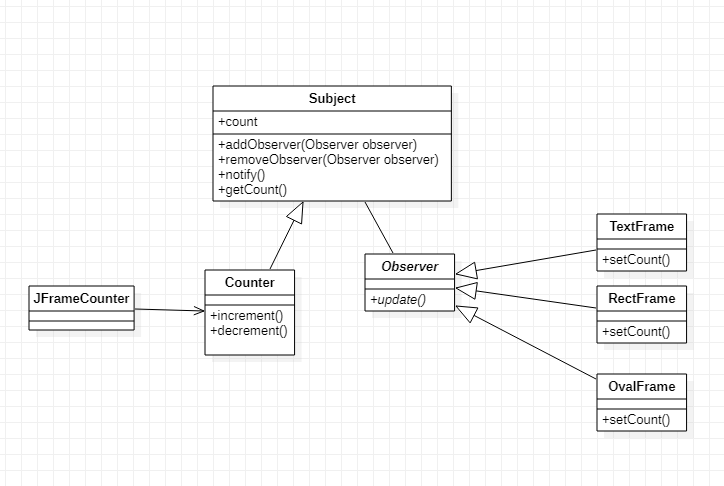 Subject
+count
+addObserver(Observer observer)
+removeObserver(Observer observer)
+notify()
+getCount()
JFrameCounter
Counter
+increment()
+decrement()
Observer
+update()
TextFrame
+setCount()
RectFrame
+setCount()
OvalFrame
+setCount()